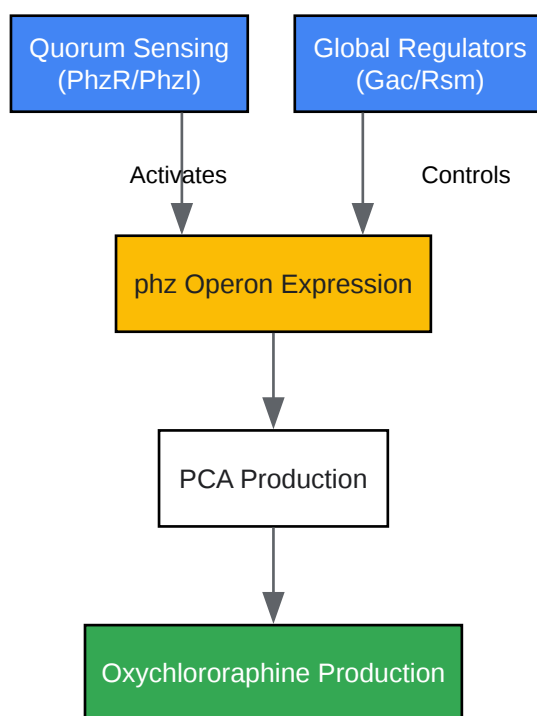 Quorum Sensing
(PhzR/PhzI)
Global Regulators
(Gac/Rsm)
Activates
Controls
phz Operon Expression
PCA Production
Oxychlororaphine Production